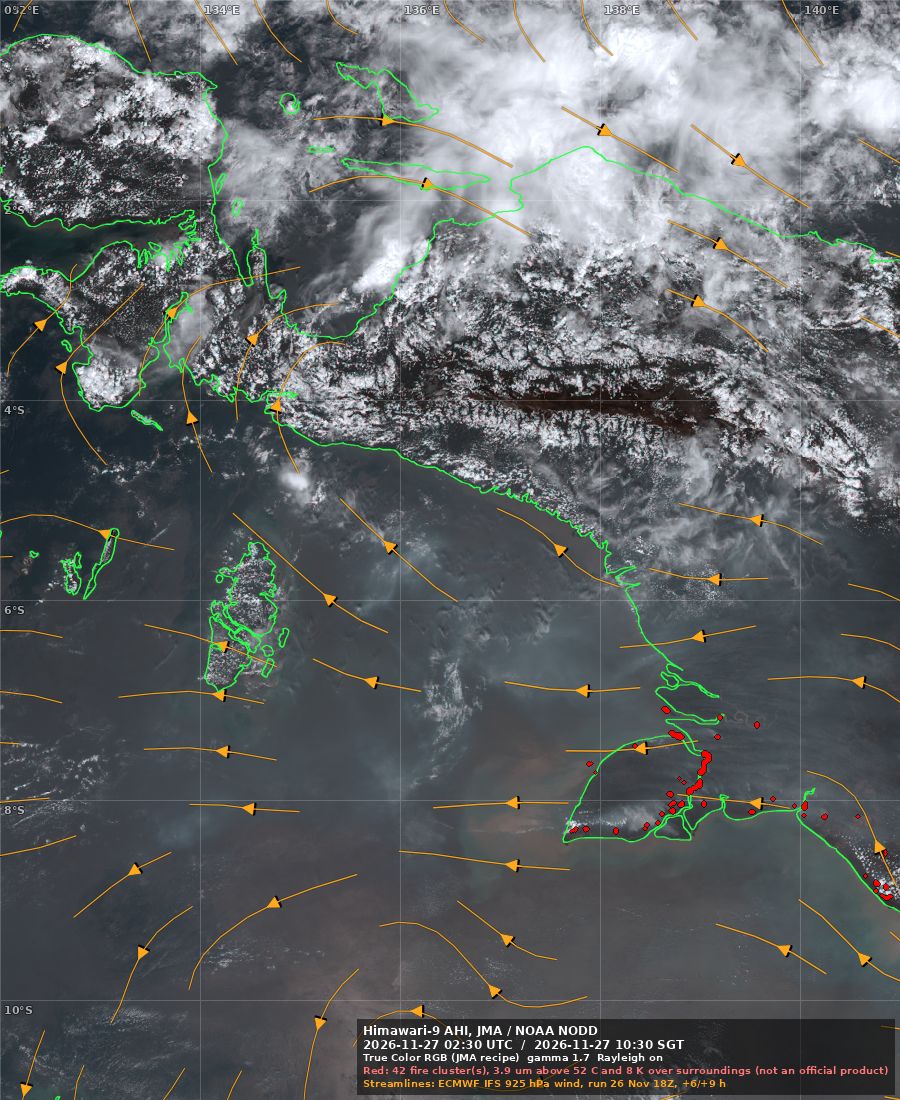 092°E 134°E 136°E 138°E 140°E
2°S
4°S
6°S
8°S
10°S
Himawari-9 AHI, JMA / NOAA NODD
2026-11-27 02:30 UTC / 2026-11-27 10:30 SGT
True Color RGB (JMA recipe) gamma 1.7 Rayleigh on
Red: 42 fire cluster(s), 3.9 um above 52 C and 8 K over surroundings (not an official product)
Streamlines: ECMWF IFS 925 hPa wind, run 26 Nov 18Z, +6/+9 h